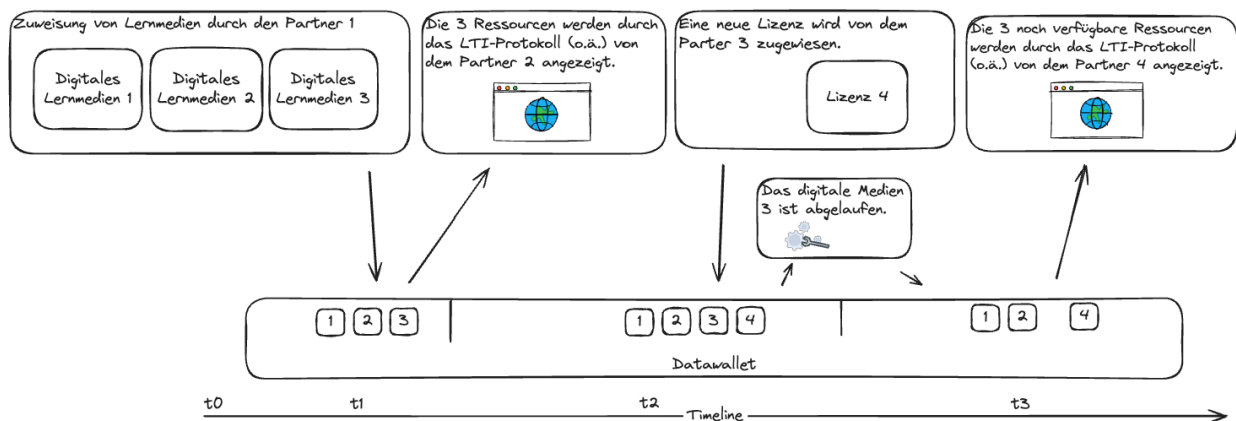 Zuweisung von Lernmedien durch den Partner 1
Digitales
Lernmedien 1
Digitales
Lernmedien 2
Digitales
Lernmedien 3
Die 3 Ressourcen werden durch
das LTI-Protokoll (o.ä.) von
dem Partner 2 angezeigt.
Eine neue Lizenz wird von dem
Parter 3 zugewiesen.
Lizenz 4
Die 3 noch verfügbare Ressourcen
werden durch das LTI-Protokoll
(o.ä.) von dem Partner 4 angezeigt.
Das digitale Medien
3 ist abgelaufen.
1 2 3
1 2 3 4
1 2 4
Datawallet
t0 t1 t2 t3
Timeline